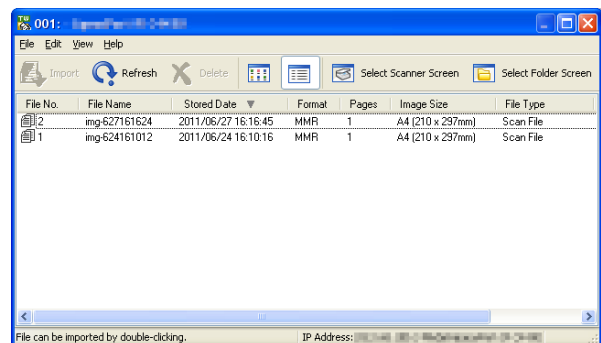 001:
File Edit View Help
Import Refresh Delete Select Scanner Screen Select Folder Screen
File No. File Name Stored Date Format Pages Image Size File Type
2 img-627161624 2011/06/27 16:16:45 MMR 1 A4 (210 x 297mm) Scan File
1 img-624161012 2011/06/24 16:10:16 MMR 1 A4 (210 x 297mm) Scan File
File can be imported by double-clicking. IP Address: